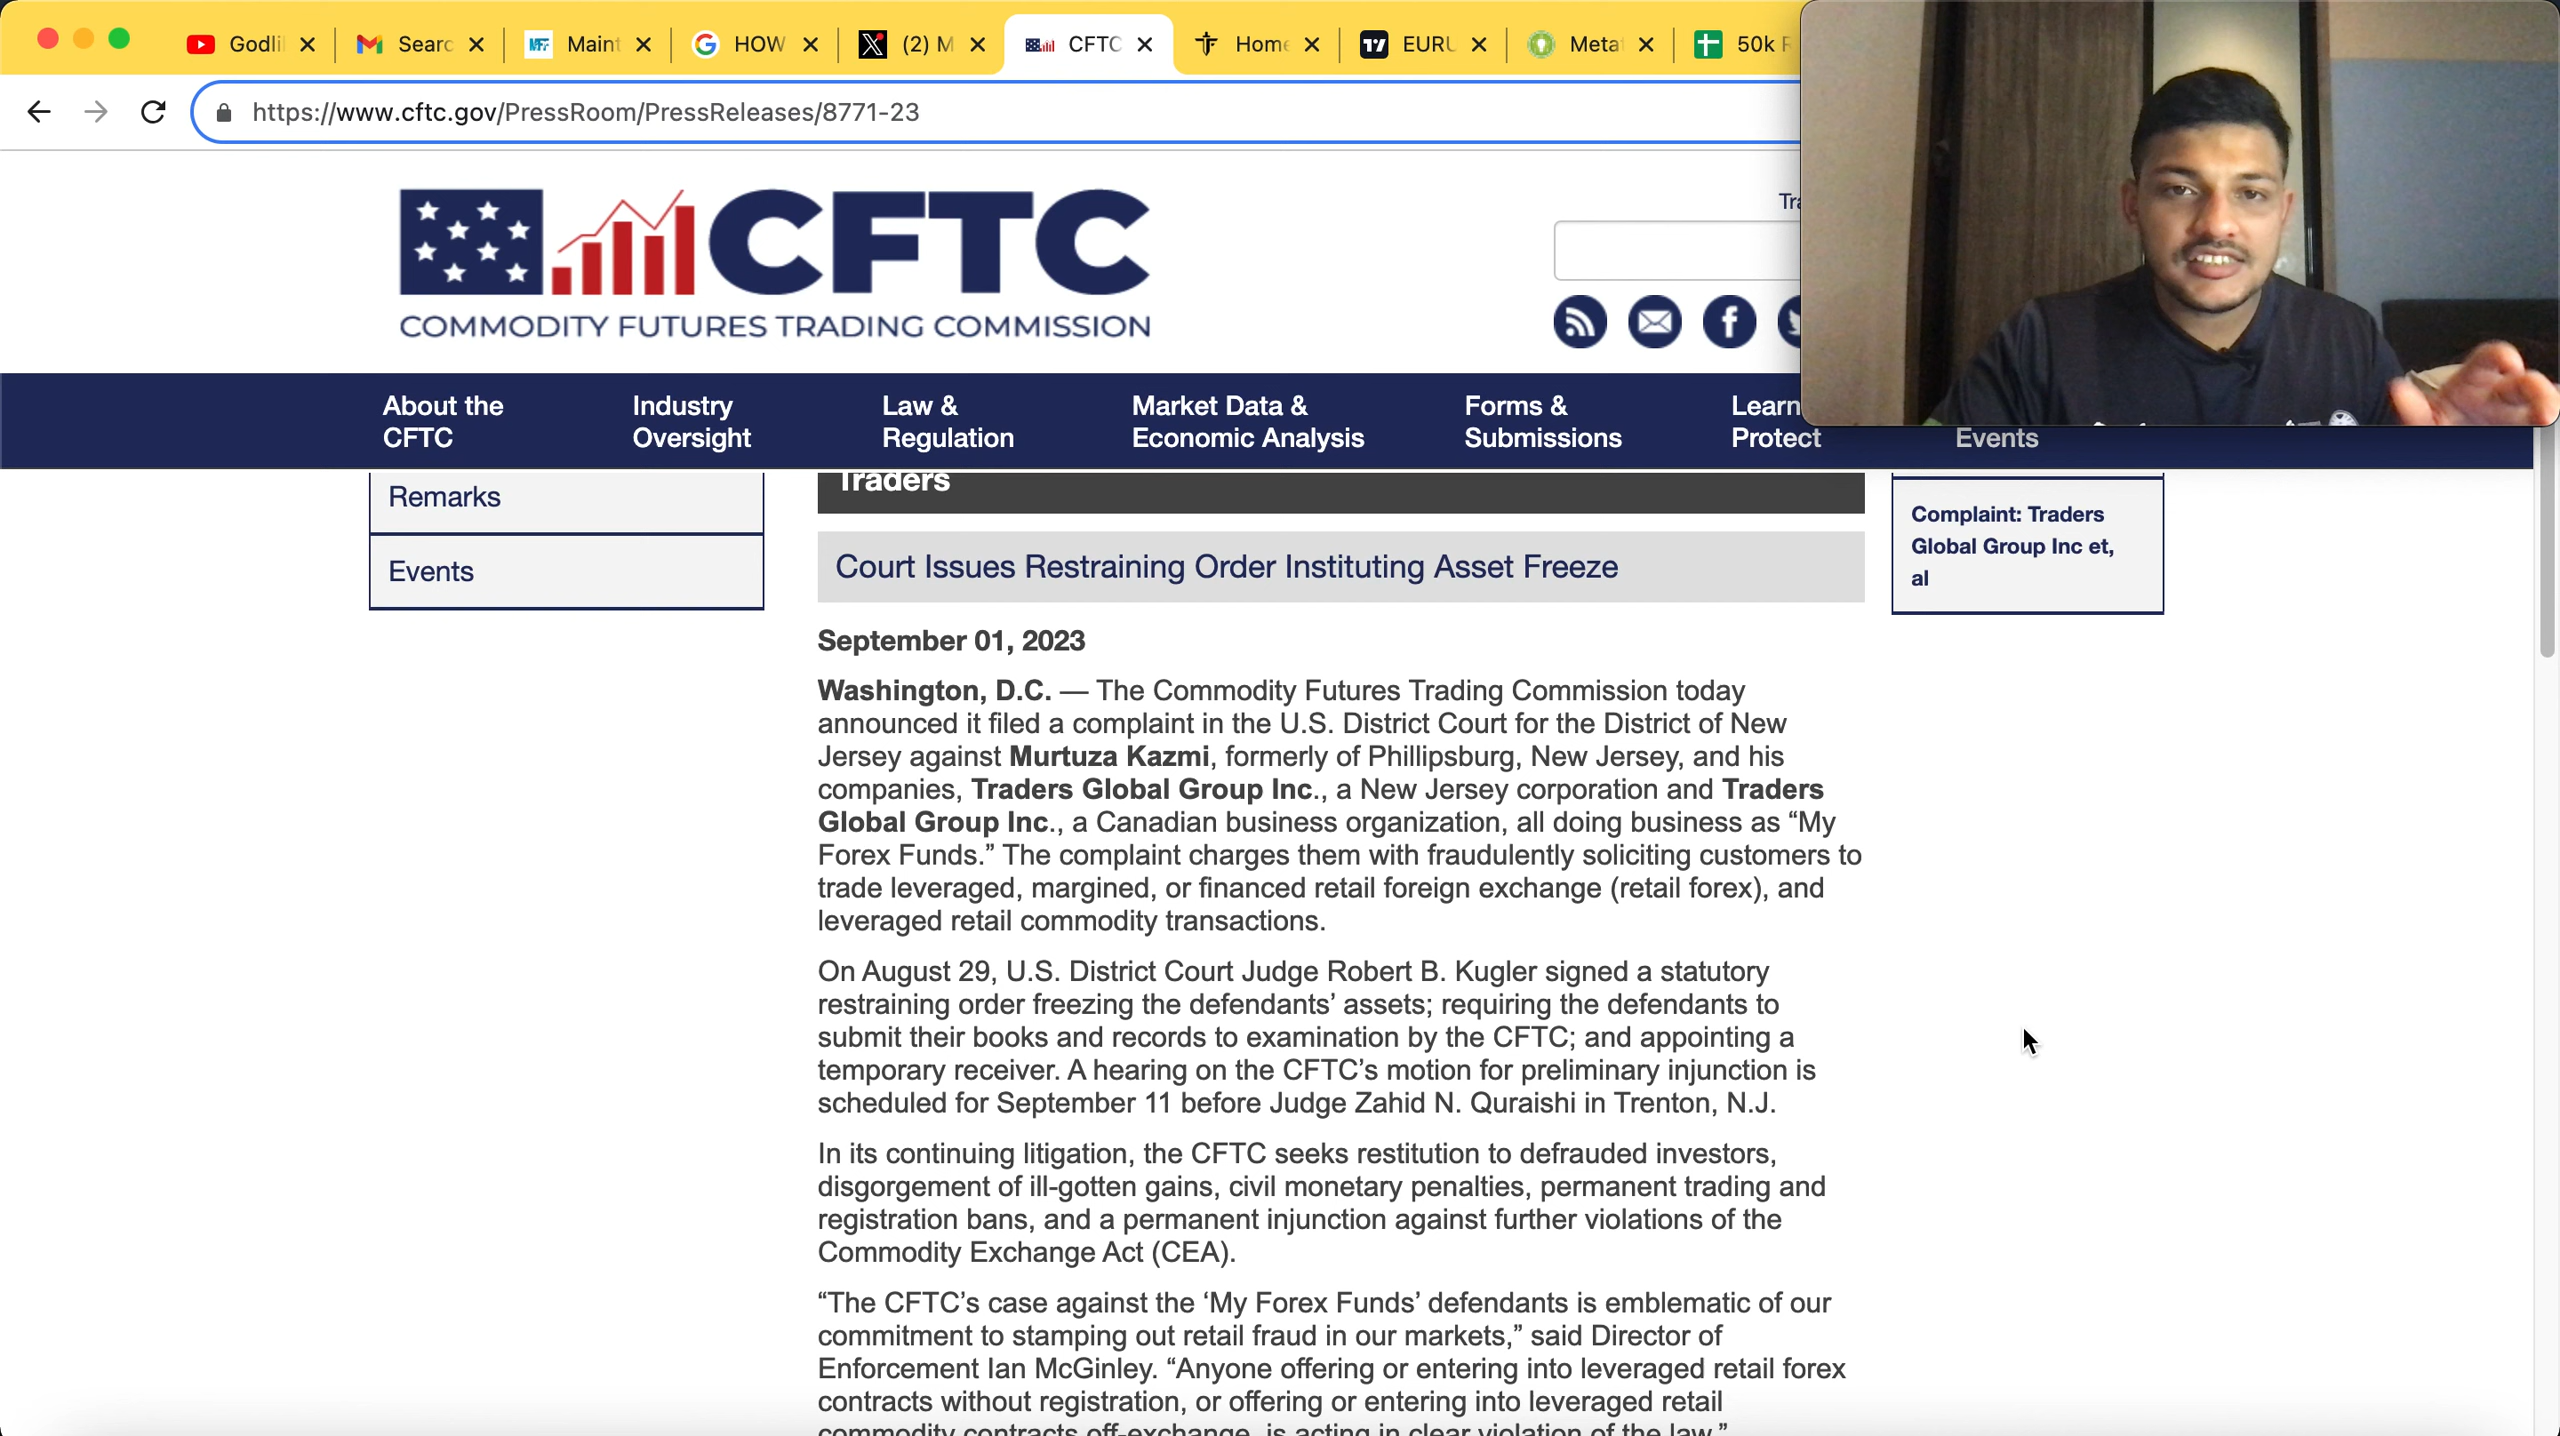 Godli
Searc
Maint
HOW
(2) M
CFTC
Home
EURU
Meta
50k
https://www.cftc.gov/PressRoom/PressReleases/8771-23
CFTC
COMMODITY FUTURES TRADING COMMISSION
Tra
About the
CFTC
Industry
Oversight
Law &
Regulation
Market Data &
Economic Analysis
Forms &
Submissions
Learn
Protect
Events
Remarks
Events
Traders
Court Issues Restraining Order Instituting Asset Freeze
September 01, 2023
Washington, D.C. — The Commodity Futures Trading Commission today
announced it filed a complaint in the U.S. District Court for the District of New
Jersey against Murtuza Kazmi, formerly of Phillipsburg, New Jersey, and his
companies, Traders Global Group Inc., a New Jersey corporation and Traders
Global Group Inc., a Canadian business organization, all doing business as “My
Forex Funds.” The complaint charges them with fraudulently soliciting customers to
trade leveraged, margined, or financed retail foreign exchange (retail forex), and
leveraged retail commodity transactions.
On August 29, U.S. District Court Judge Robert B. Kugler signed a statutory
restraining order freezing the defendants’ assets; requiring the defendants to
submit their books and records to examination by the CFTC; and appointing a
temporary receiver. A hearing on the CFTC’s motion for preliminary injunction is
scheduled for September 11 before Judge Zahid N. Quraishi in Trenton, N.J.
In its continuing litigation, the CFTC seeks restitution to defrauded investors,
disgorgement of ill-gotten gains, civil monetary penalties, permanent trading and
registration bans, and a permanent injunction against further violations of the
Commodity Exchange Act (CEA).
“The CFTC’s case against the ‘My Forex Funds’ defendants is emblematic of our
commitment to stamping out retail fraud in our markets,” said Director of
Enforcement Ian McGinley. “Anyone offering or entering into leveraged retail forex
contracts without registration, or offering or entering into leveraged retail
commodity contracts off-exchange, is acting in clear violation of the law.”
Complaint: Traders
Global Group Inc et,
al